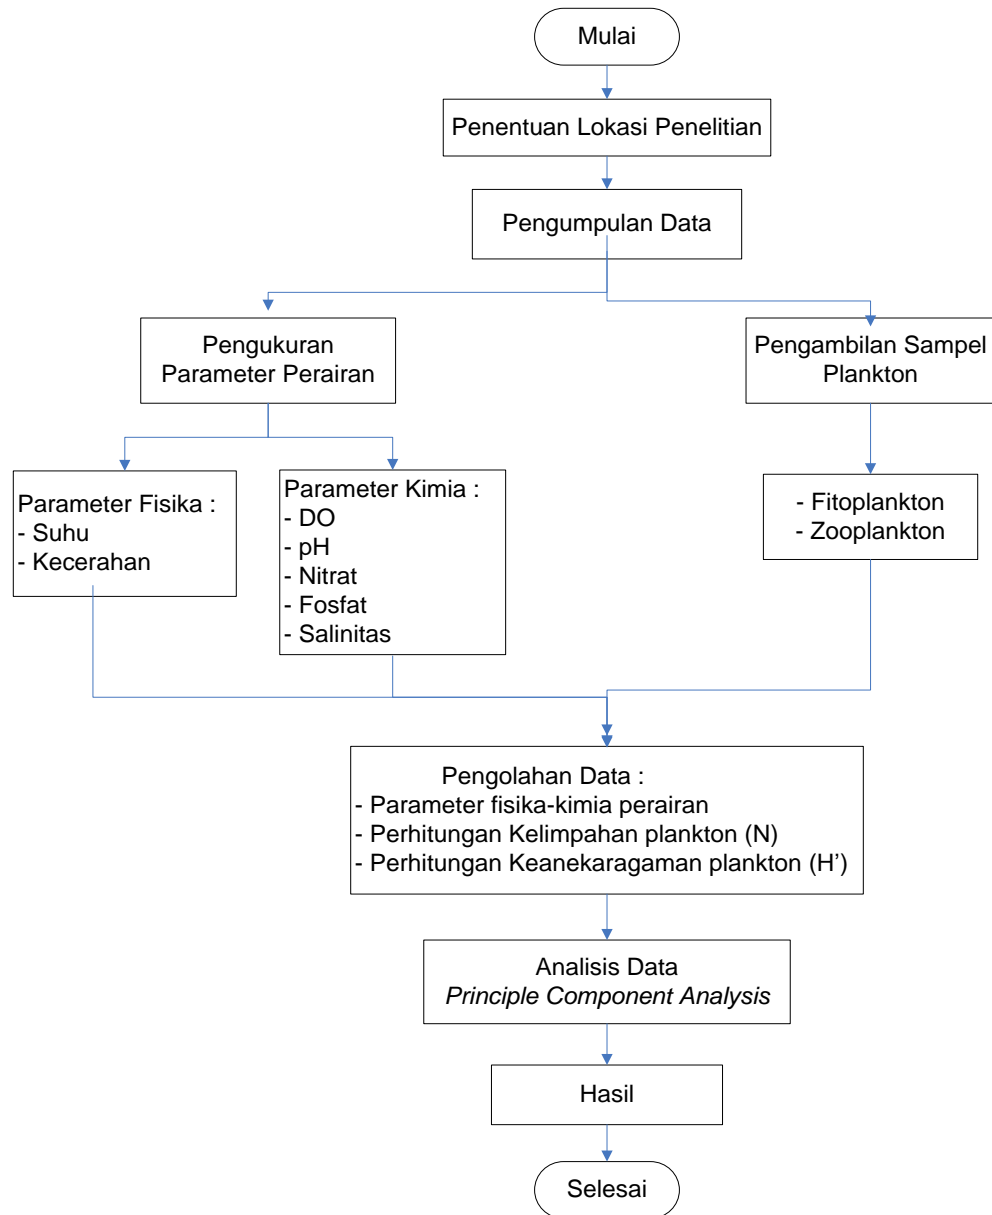 Mulai
Penentuan Lokasi Penelitian
Pengumpulan Data
Pengukuran
Parameter Perairan
Pengambilan Sampel
Plankton
Parameter Fisika :
- Suhu
- Kecerahan
Parameter Kimia :
- DO
- pH
- Nitrat
- Fosfat
- Salinitas
- Fitoplankton
- Zooplankton
Pengolahan Data :
- Parameter fisika-kimia perairan
- Perhitungan Kelimpahan plankton (N)
- Perhitungan Keanekaragaman plankton (H’)
Analisis Data
Principle Component Analysis
Hasil
Selesai